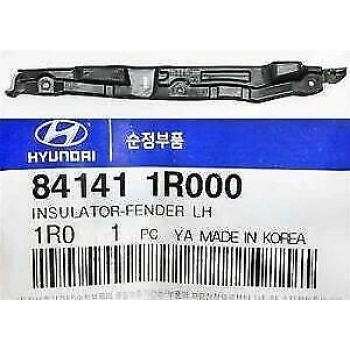 HYUNDAI
순정부품
84141 1R000
INSULATOR-FENDER LH
1R0 1 PC YA MADE IN KOREA